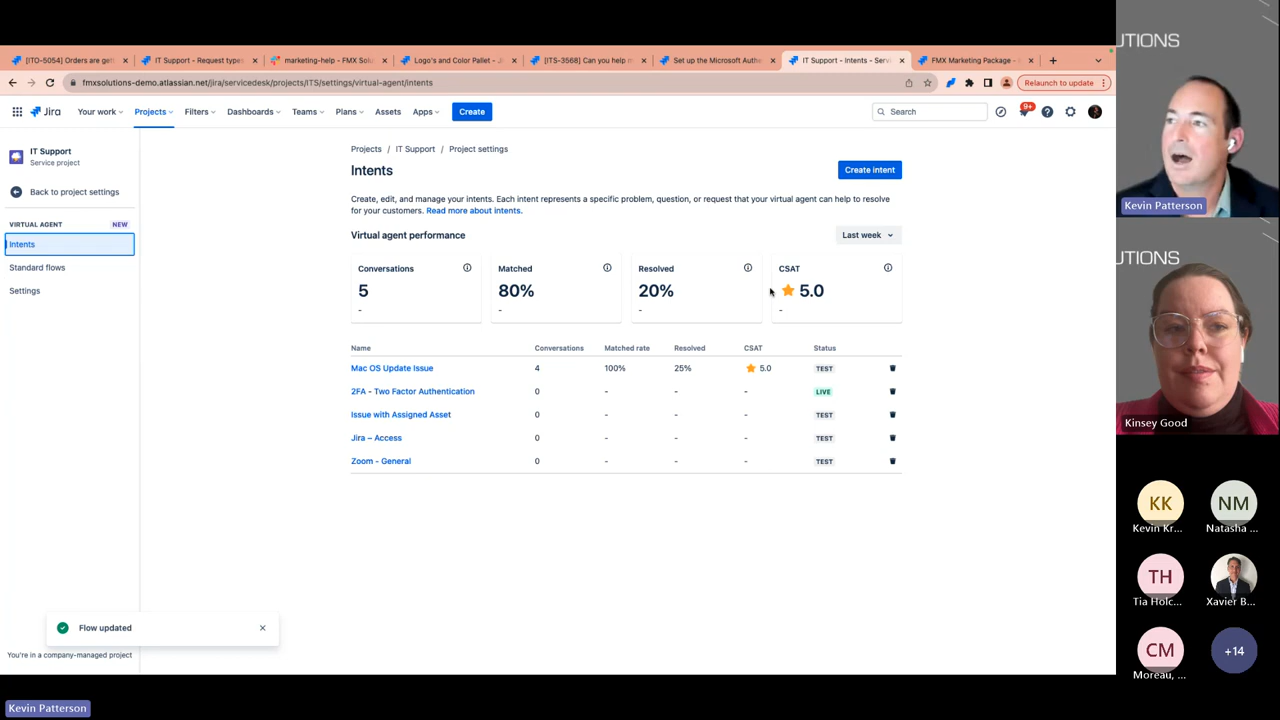 [ITO-5054] Orders are get
IT Support - Request types
marketing-help - FMX Solu
Logo's and Color Pallet - Ji
[ITS-3568] Can you help m
Set up the Microsoft Authe
IT Support - Intents - Servi
FMX Marketing Package -
fmxsolutions-demo.atlassian.net/jira/servicedesk/projects/ITS/settings/virtual-agent/intents
Relaunch to update
Jira
Your work
Projects
Filters
Dashboards
Teams
Plans
Assets
Apps
Create
Search
9+
IT Support
Service project
Back to project settings
VIRTUAL AGENT
NEW
Intents
Standard flows
Settings
Projects / IT Support / Project settings
Intents
Create intent
Create, edit, and manage your intents. Each intent represents a specific problem, question, or request that your virtual agent can help to resolve
for your customers. Read more about intents.
Virtual agent performance
Last week
Conversations
5
-
Matched
80%
-
Resolved
20%
-
CSAT
5.0
-
Name Conversations Matched rate Resolved CSAT Status
Mac OS Update Issue 4 100% 25% 5.0 TEST
2FA - Two Factor Authentication 0 - - - LIVE
Issue with Assigned Asset 0 - - - TEST
Jira – Access 0 - - - TEST
Zoom - General 0 - - - TEST
Flow updated
You're in a company-managed project
UTIONS
Kevin Patterson
UTIONS
Kinsey Good
KK
Kevin Kr...
NM
Natasha ...
TH
Tia Holc...
Xavier B...
CM
Moreau, ...
+14
Kevin Patterson